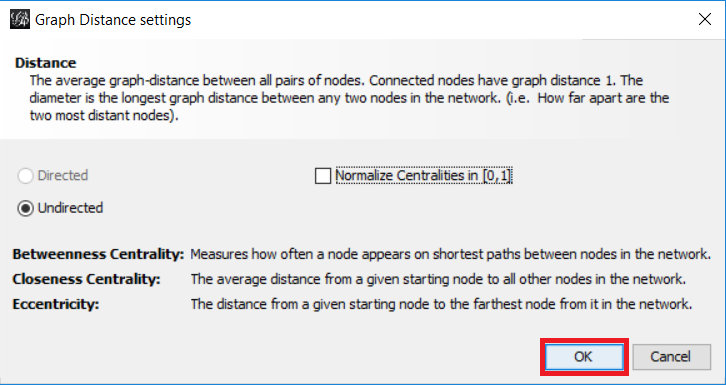 Graph Distance settings
Distance
The average graph-distance between all pairs of nodes. Connected nodes have graph distance 1. The
diameter is the longest graph distance between any two nodes in the network. (i.e. How far apart are the
two most distant nodes).
Directed
Normalize Centralities in [0,1]
Undirected
Betweenness Centrality: Measures how often a node appears on shortest paths between nodes in the network.
Closeness Centrality: The average distance from a given starting node to all other nodes in the network.
Eccentricity: The distance from a given starting node to the farthest node from it in the network.
OK Cancel